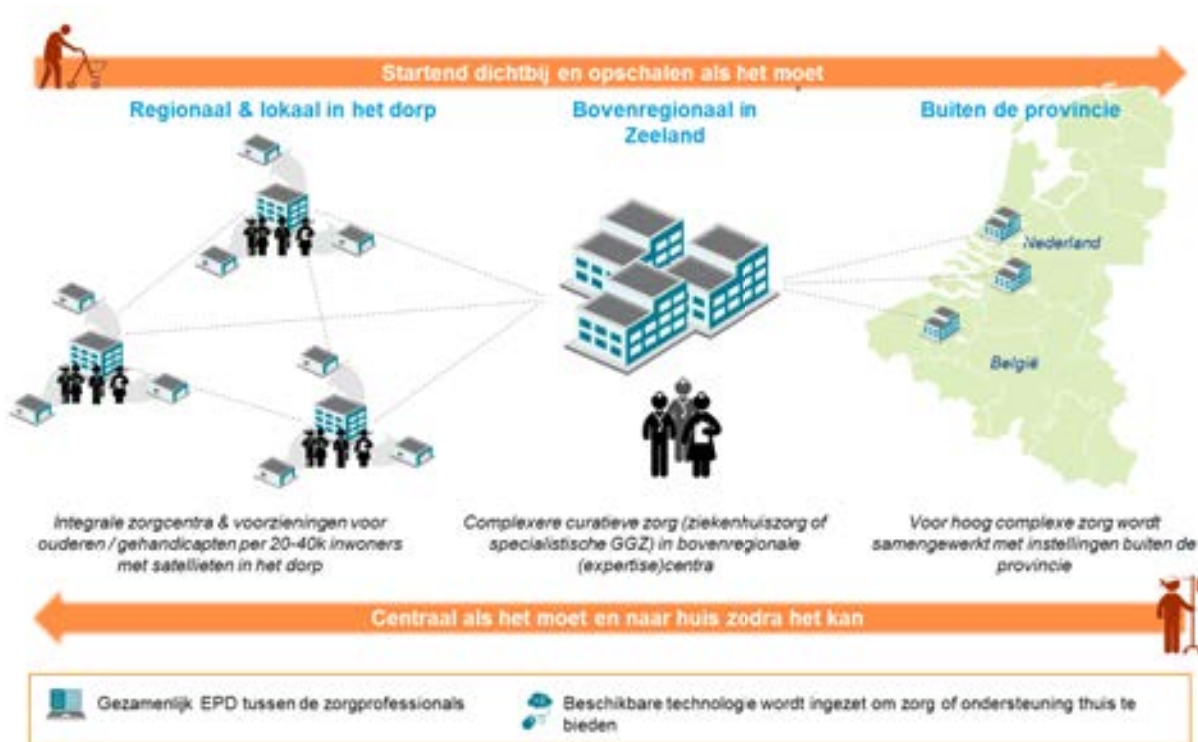 Startend dichtbij en opschalen als het moet
Regionaal & lokaal in het dorp
Bovenregionaal in
Zeeland
Buiten de provincie
Nederland
België
Integrale zorgcentra & voorzieningen voor
ouderen / gehandicapten per 20-40k inwoners
met satellieten in het dorp
Complexere curatieve zorg (ziekenhuiszorg of
specialistische GGZ) in bovenregionale
(expertise)centra
Voor hoog complexe zorg wordt
samengewerkt met instellingen buiten de
provincie
Centraal als het moet en naar huis zodra het kan
Gezamenlijk EPD tussen de zorgprofessionals
Beschikbare technologie wordt ingezet om zorg of ondersteuning thuis te
bieden